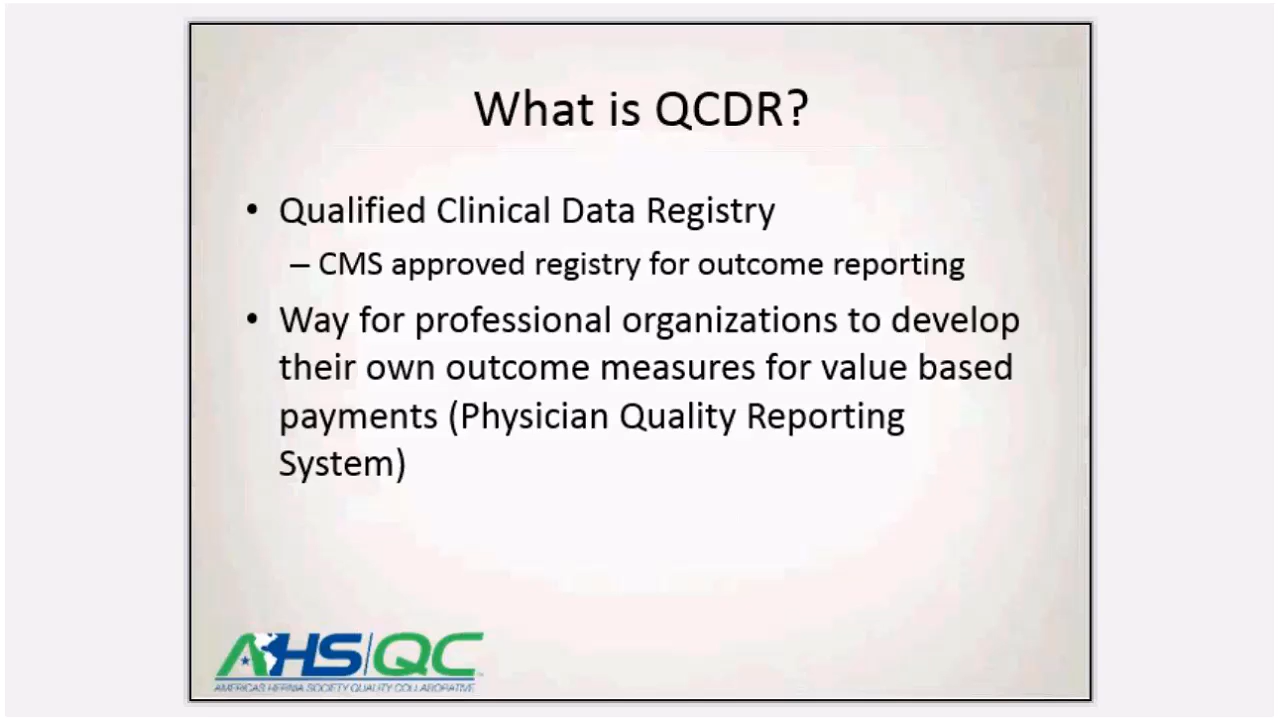 What is QCDR?
• Qualified Clinical Data Registry
– CMS approved registry for outcome reporting
• Way for professional organizations to develop
their own outcome measures for value based
payments (Physician Quality Reporting
System)
AHS|QC
AMERICAS HERNIA SOCIETY QUALITY COLLABORATIVE